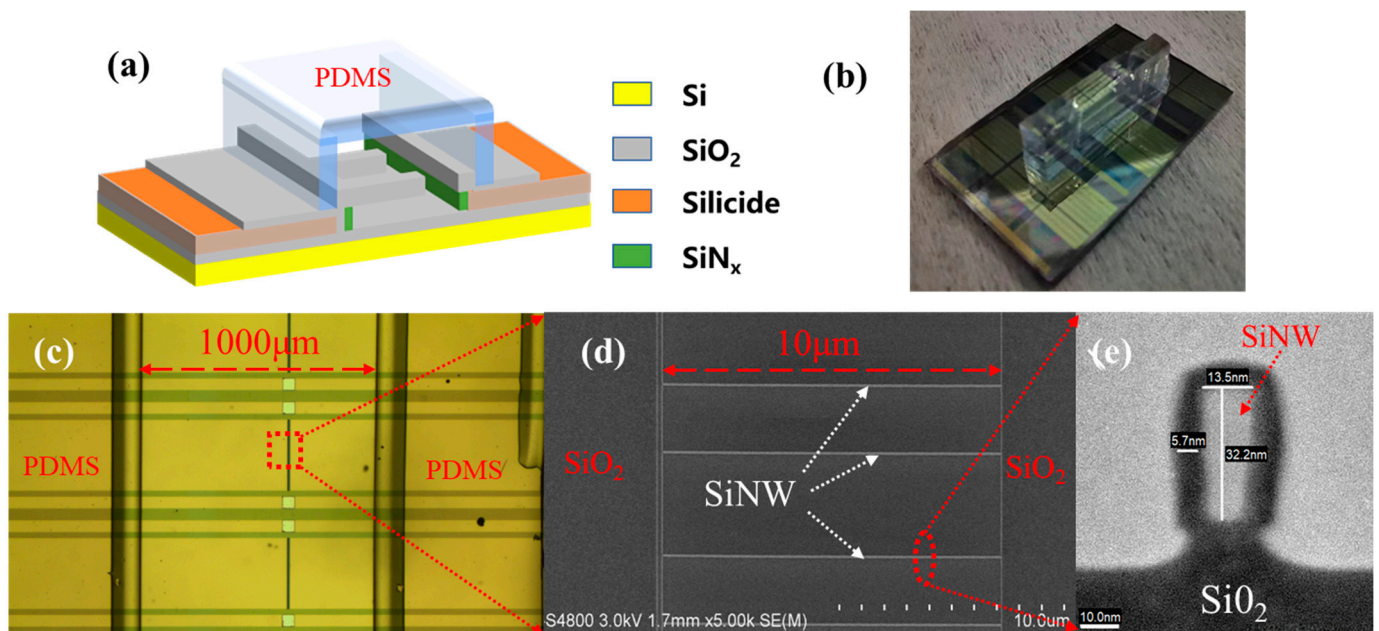 (a)
PDMS
Si
SiO2
Silicide
SiNx
(b)
(c)
1000μm
PDMS
PDMS
(d)
10μm
SiO2
SiNW
SiO2
S4800 3.0kV 1.7mm x5.00k SE(M)
10.0um
(e)
SiNW
13.5nm
5.7nm
32.2nm
Si02
10.0nm